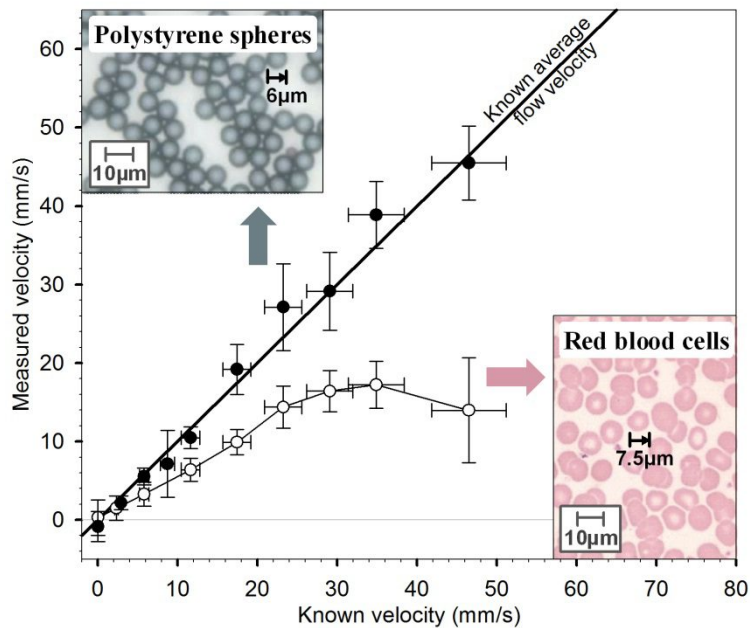 60
50
40
30
20
10
0
Measured velocity (mm/s)
Polystyrene spheres
6μm
10μm
Known average
flow velocity
Red blood cells
7.5μm
10μm
0 10 20 30 40 50 60 70 80
Known velocity (mm/s)